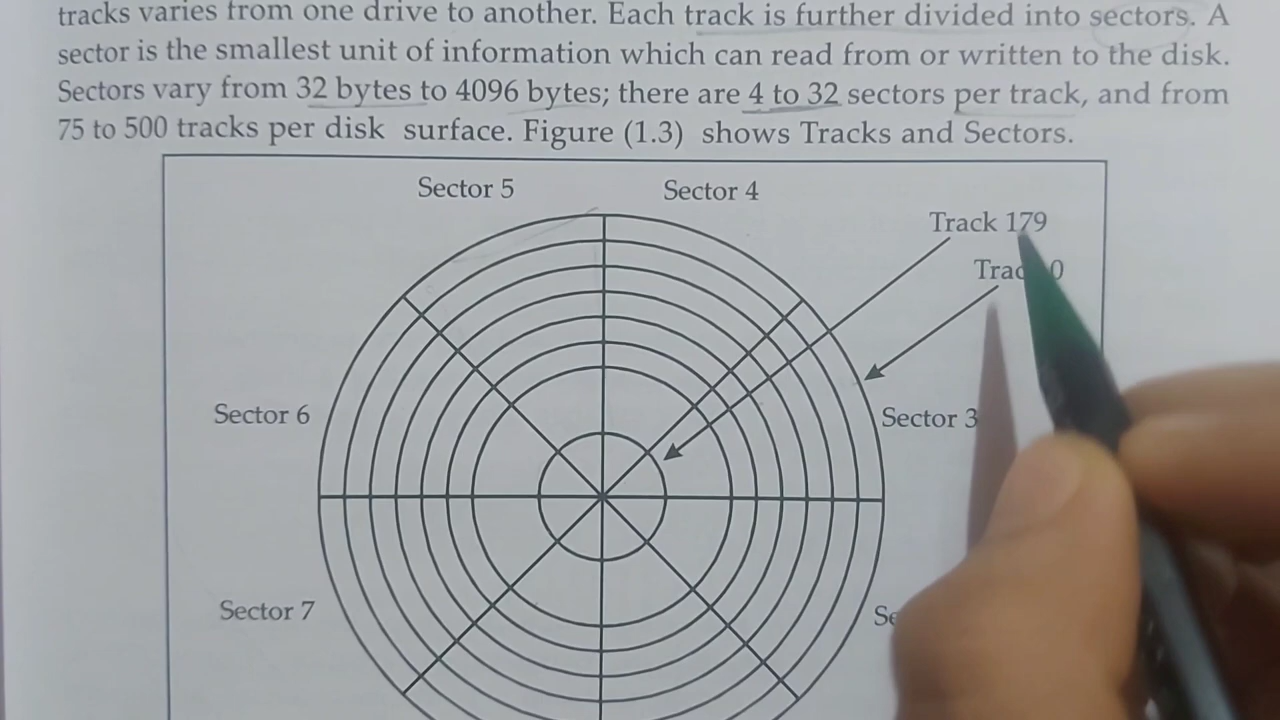 tracks varies from one drive to another. Each track is further divided into sectors. A
sector is the smallest unit of information which can read from or written to the disk.
Sectors vary from 32 bytes to 4096 bytes; there are 4 to 32 sectors per track, and from
75 to 500 tracks per disk surface. Figure (1.3) shows Tracks and Sectors.
Sector 5
Sector 4
Track 179
0
Sector 6
Sector 3
Sector 7